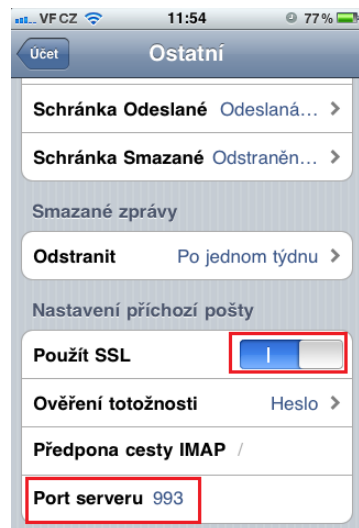 VF CZ 11:54 77%
Účet Ostatní
Schránka Odeslané Odeslaná...
Schránka Smazané Odstraněn...
Smazané zprávy
Odstranit Po jednom týdnu
Nastavení příchozí pošty
Použít SSL
Ověření totožnosti Heslo
Předpona cesty IMAP /
Port serveru 993